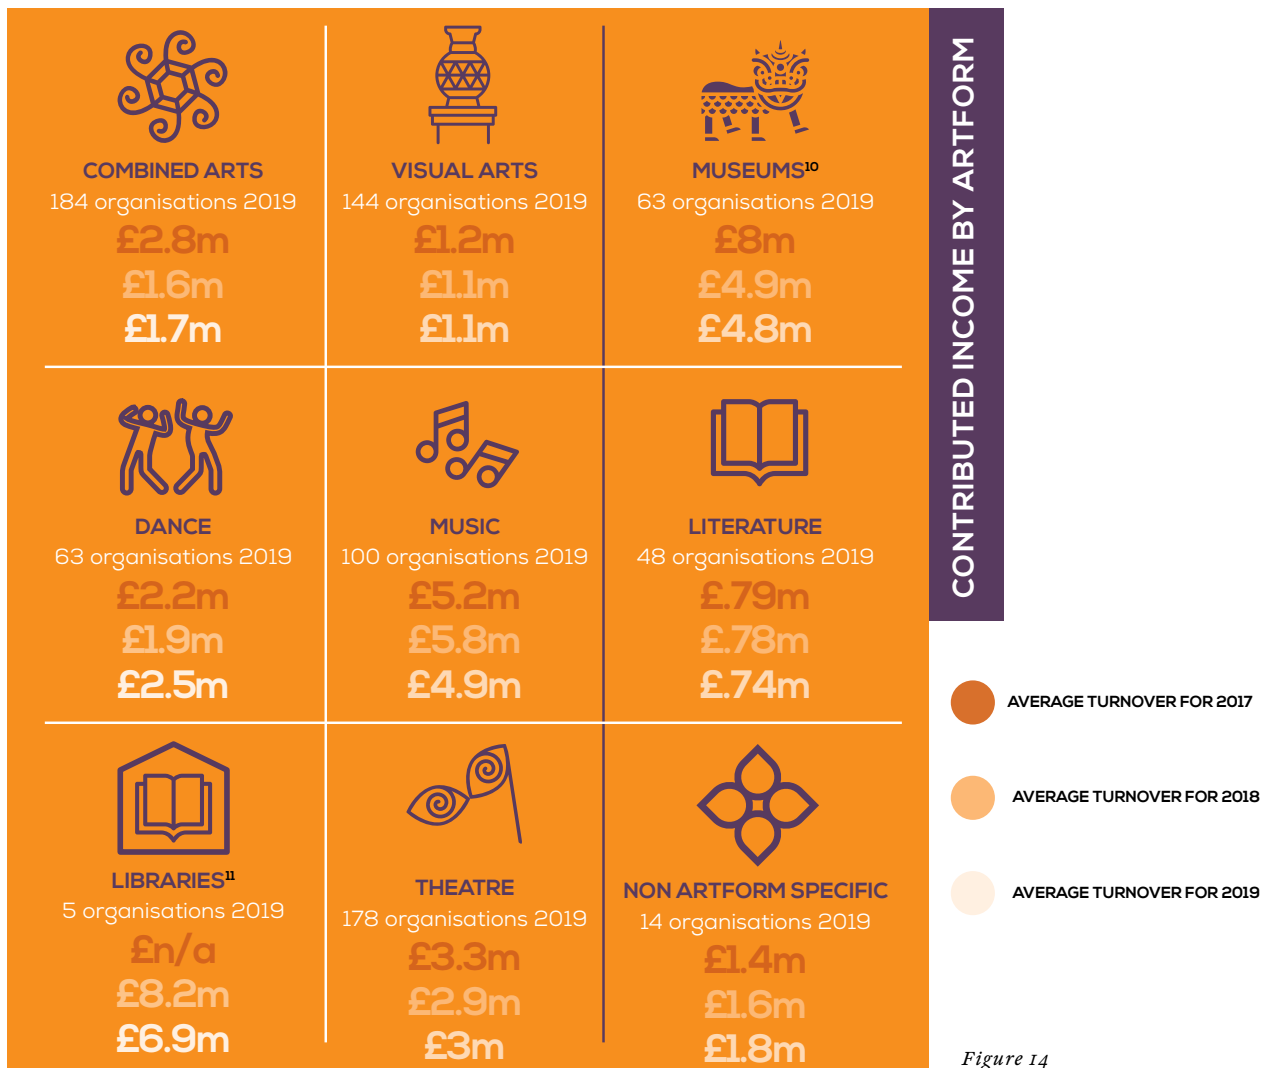 COMBINED ARTS
184 organisations 2019
£2.8m
£1.6m
£1.7m
VISUAL ARTS
144 organisations 2019
£1.2m
£1.1m
£1.1m
MUSEUMS10
63 organisations 2019
£8m
£4.9m
£4.8m
DANCE
63 organisations 2019
£2.2m
£1.9m
£2.5m
MUSIC
100 organisations 2019
£5.2m
£5.8m
£4.9m
LITERATURE
48 organisations 2019
£.79m
£.78m
£.74m
LIBRARIES11
5 organisations 2019
£n/a
£8.2m
£6.9m
THEATRE
178 organisations 2019
£3.3m
£2.9m
£3m
NON ARTFORM SPECIFIC
14 organisations 2019
£1.4m
£1.6m
£1.8m
CONTRIBUTED INCOME BY ARTFORM
AVERAGE TURNOVER FOR 2017
AVERAGE TURNOVER FOR 2018
AVERAGE TURNOVER FOR 2019
Figure 14